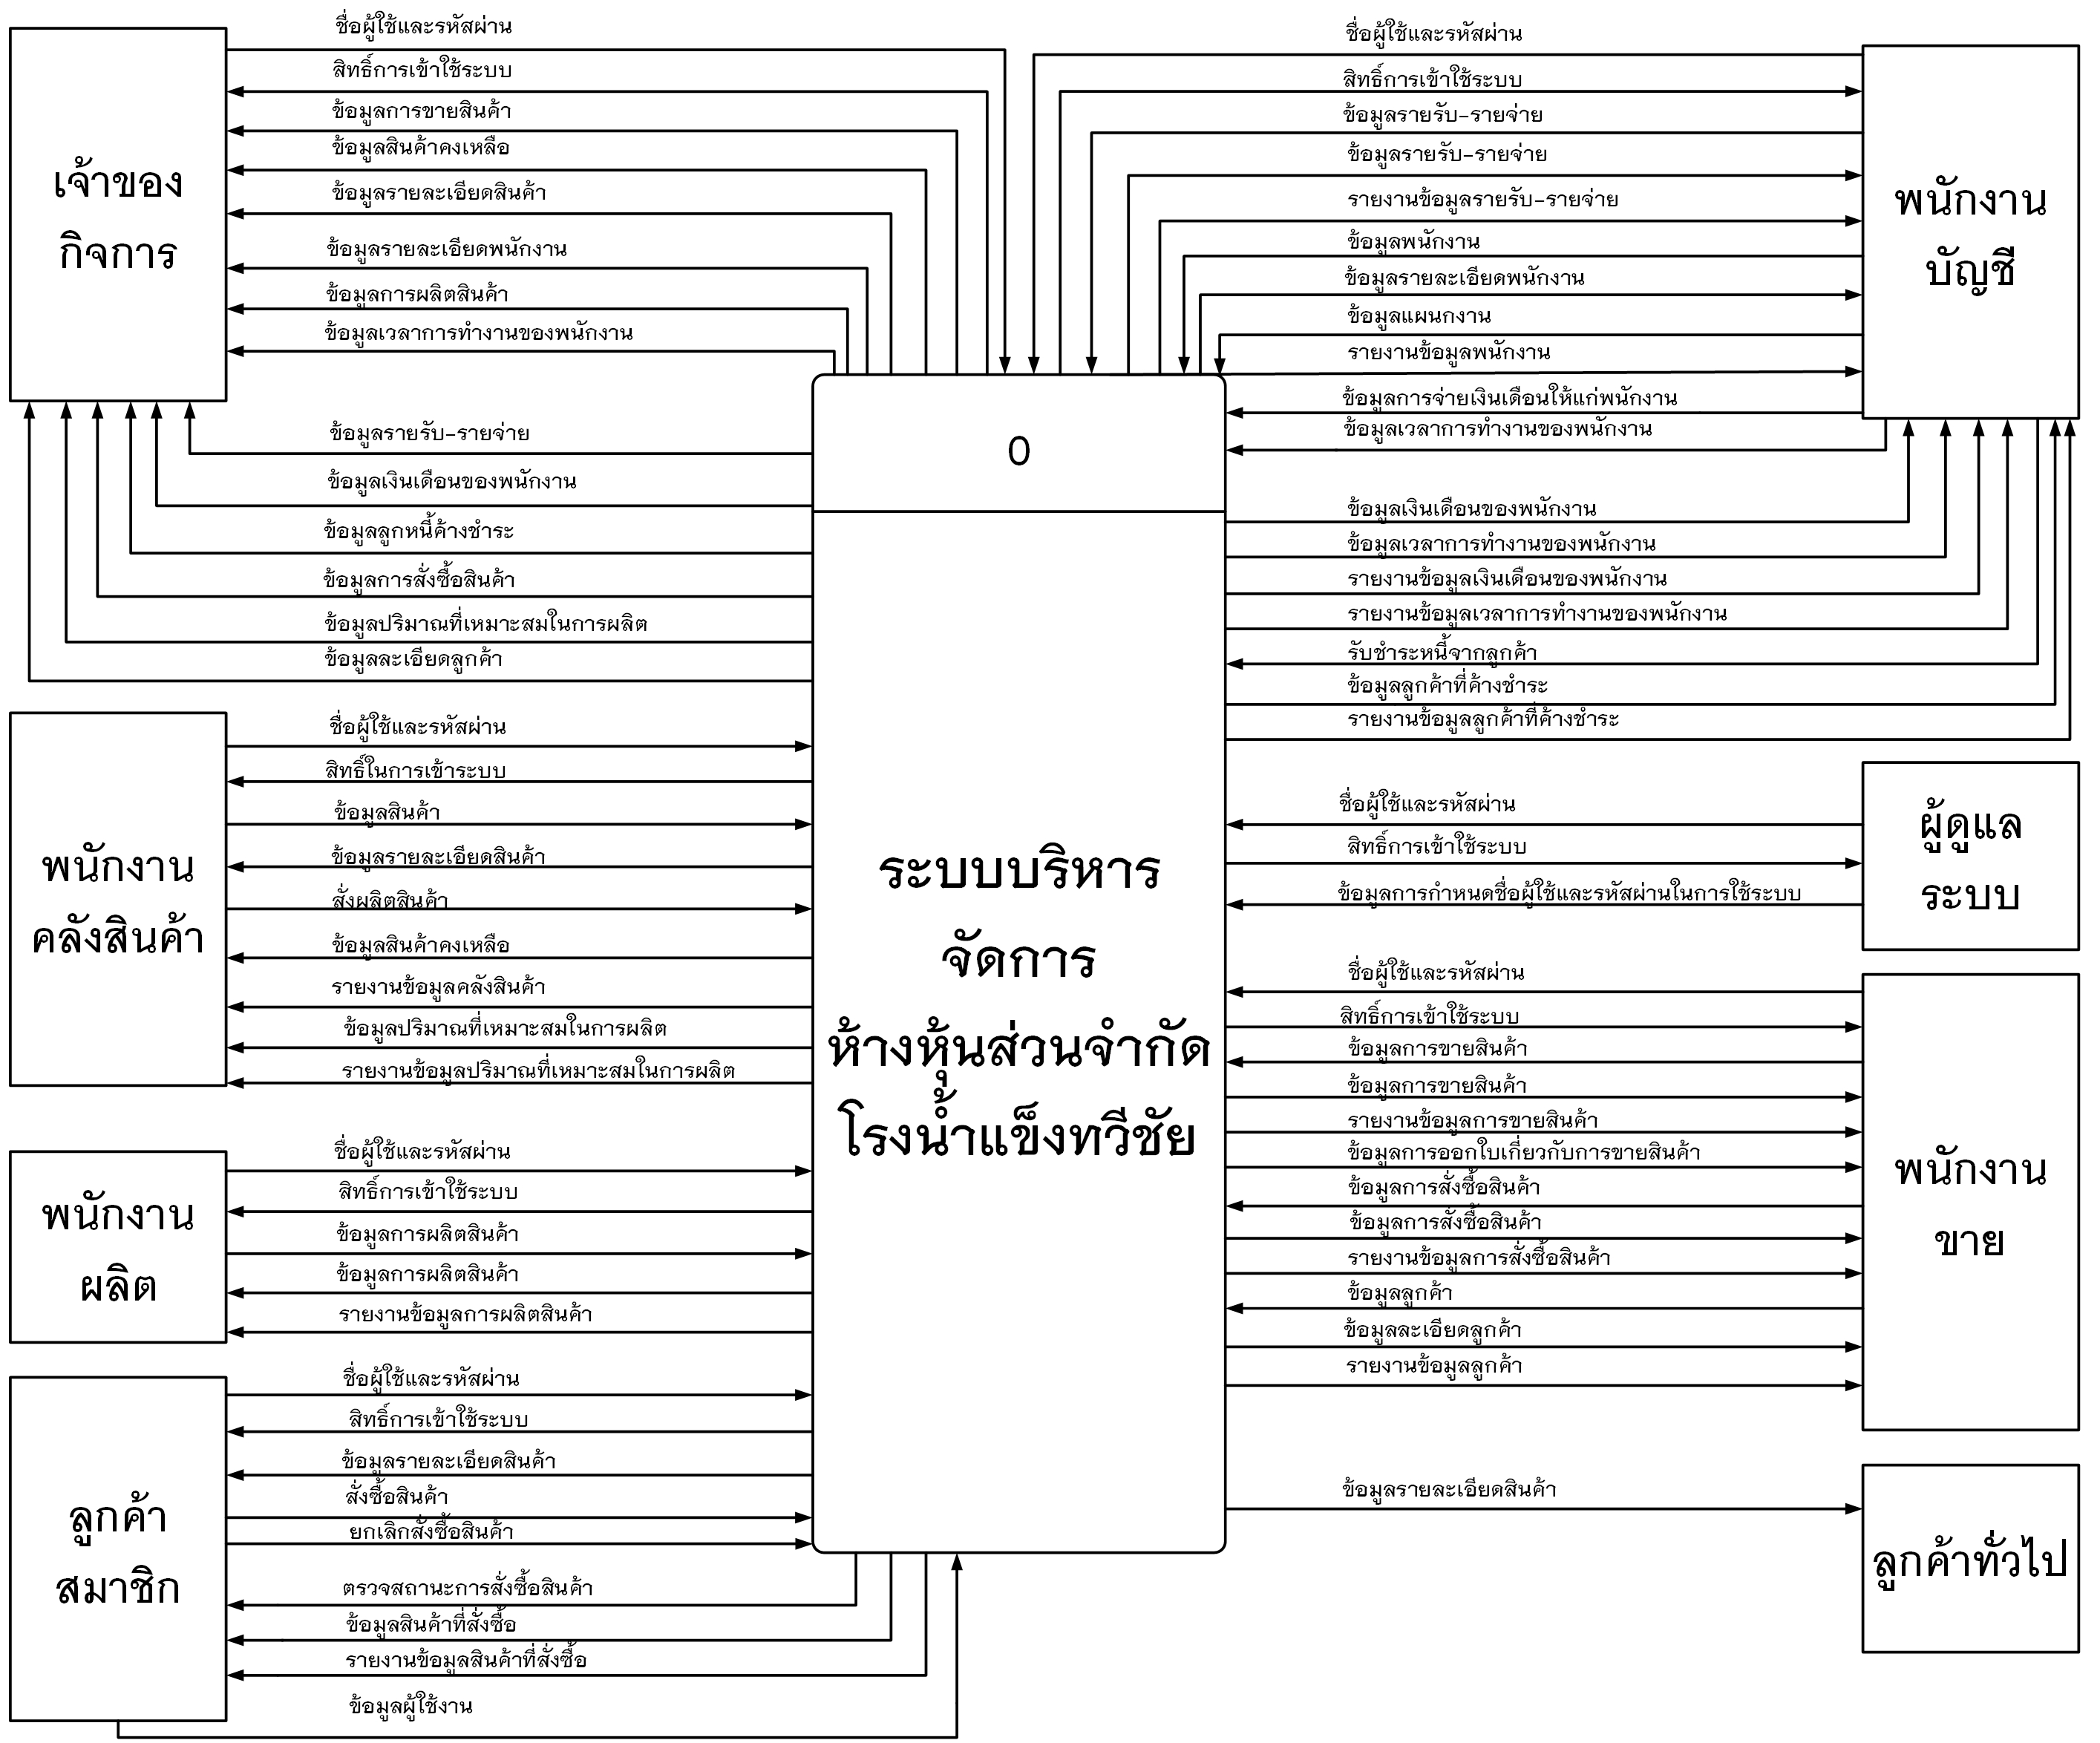 ชื่อผู้ใช้และรหัสผ่าน
สิทธิ์การเข้าใช้ระบบ
ข้อมูลการขายสินค้า
ข้อมูลสินค้าคงเหลือ
ข้อมูลรายละเอียดสินค้า
ข้อมูลรายละเอียดพนักงาน
ข้อมูลการผลิตสินค้า
ข้อมูลเวลาการทำงานของพนักงาน
เจ้าของ
กิจการ
ข้อมูลรายรับ-รายจ่าย
ข้อมูลเงินเดือนของพนักงาน
ข้อมูลลูกหนี้ค้างชำระ
ข้อมูลการสั่งซื้อสินค้า
ข้อมูลปริมาณที่เหมาะสมในการผลิต
ข้อมูลละเอียดลูกค้า
ชื่อผู้ใช้และรหัสผ่าน
สิทธิ์ในการเข้าระบบ
ข้อมูลสินค้า
ข้อมูลรายละเอียดสินค้า
สั่งผลิตสินค้า
ข้อมูลสินค้าคงเหลือ
รายงานข้อมูลคลังสินค้า
ข้อมูลปริมาณที่เหมาะสมในการผลิต
รายงานข้อมูลปริมาณที่เหมาะสมในการผลิต
พนักงาน
คลังสินค้า
ชื่อผู้ใช้และรหัสผ่าน
สิทธิ์การเข้าใช้ระบบ
ข้อมูลการผลิตสินค้า
ข้อมูลการผลิตสินค้า
รายงานข้อมูลการผลิตสินค้า
พนักงาน
ผลิต
ชื่อผู้ใช้และรหัสผ่าน
สิทธิ์การเข้าใช้ระบบ
ข้อมูลรายละเอียดสินค้า
สั่งซื้อสินค้า
ยกเลิกสั่งซื้อสินค้า
ตรวจสถานะการสั่งซื้อสินค้า
ข้อมูลสินค้าที่สั่งซื้อ
รายงานข้อมูลสินค้าที่สั่งซื้อ
ข้อมูลผู้ใช้งาน
ลูกค้า
สมาชิก
0
ระบบบริหาร
จัดการ
ห้างหุ้นส่วนจำกัด
โรงน้ำแข็งทวีชัย
ชื่อผู้ใช้และรหัสผ่าน
สิทธิ์การเข้าใช้ระบบ
ข้อมูลรายรับ-รายจ่าย
ข้อมูลรายรับ-รายจ่าย
รายงานข้อมูลรายรับ-รายจ่าย
ข้อมูลพนักงาน
ข้อมูลรายละเอียดพนักงาน
ข้อมูลแผนกงาน
รายงานข้อมูลพนักงาน
ข้อมูลการจ่ายเงินเดือนให้แก่พนักงาน
ข้อมูลเวลาการทำงานของพนักงาน
พนักงาน
บัญชี
ข้อมูลเงินเดือนของพนักงาน
ข้อมูลเวลาการทำงานของพนักงาน
รายงานข้อมูลเงินเดือนของพนักงาน
รายงานข้อมูลเวลาการทำงานของพนักงาน
รับชำระหนี้จากลูกค้า
ข้อมูลลูกค้าที่ค้างชำระ
รายงานข้อมูลลูกค้าที่ค้างชำระ
ชื่อผู้ใช้และรหัสผ่าน
สิทธิ์การเข้าใช้ระบบ
ข้อมูลการกำหนดชื่อผู้ใช้และรหัสผ่านในการใช้ระบบ
ผู้ดูแล
ระบบ
ชื่อผู้ใช้และรหัสผ่าน
สิทธิ์การเข้าใช้ระบบ
ข้อมูลการขายสินค้า
ข้อมูลการขายสินค้า
รายงานข้อมูลการขายสินค้า
ข้อมูลการออกใบเกี่ยวกับการขายสินค้า
ข้อมูลการสั่งซื้อสินค้า
ข้อมูลการสั่งซื้อสินค้า
รายงานข้อมูลการสั่งซื้อสินค้า
ข้อมูลลูกค้า
ข้อมูลละเอียดลูกค้า
รายงานข้อมูลลูกค้า
พนักงาน
ขาย
ข้อมูลรายละเอียดสินค้า
ลูกค้าทั่วไป